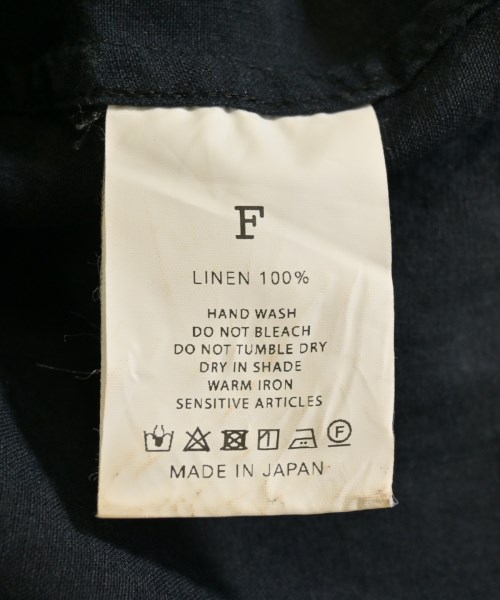 F
LINEN 100%
HAND WASH
DO NOT BLEACH
DO NOT TUMBLE DRY
DRY IN SHADE
WARM IRON
SENSITIVE ARTICLES
F
MADE IN JAPAN